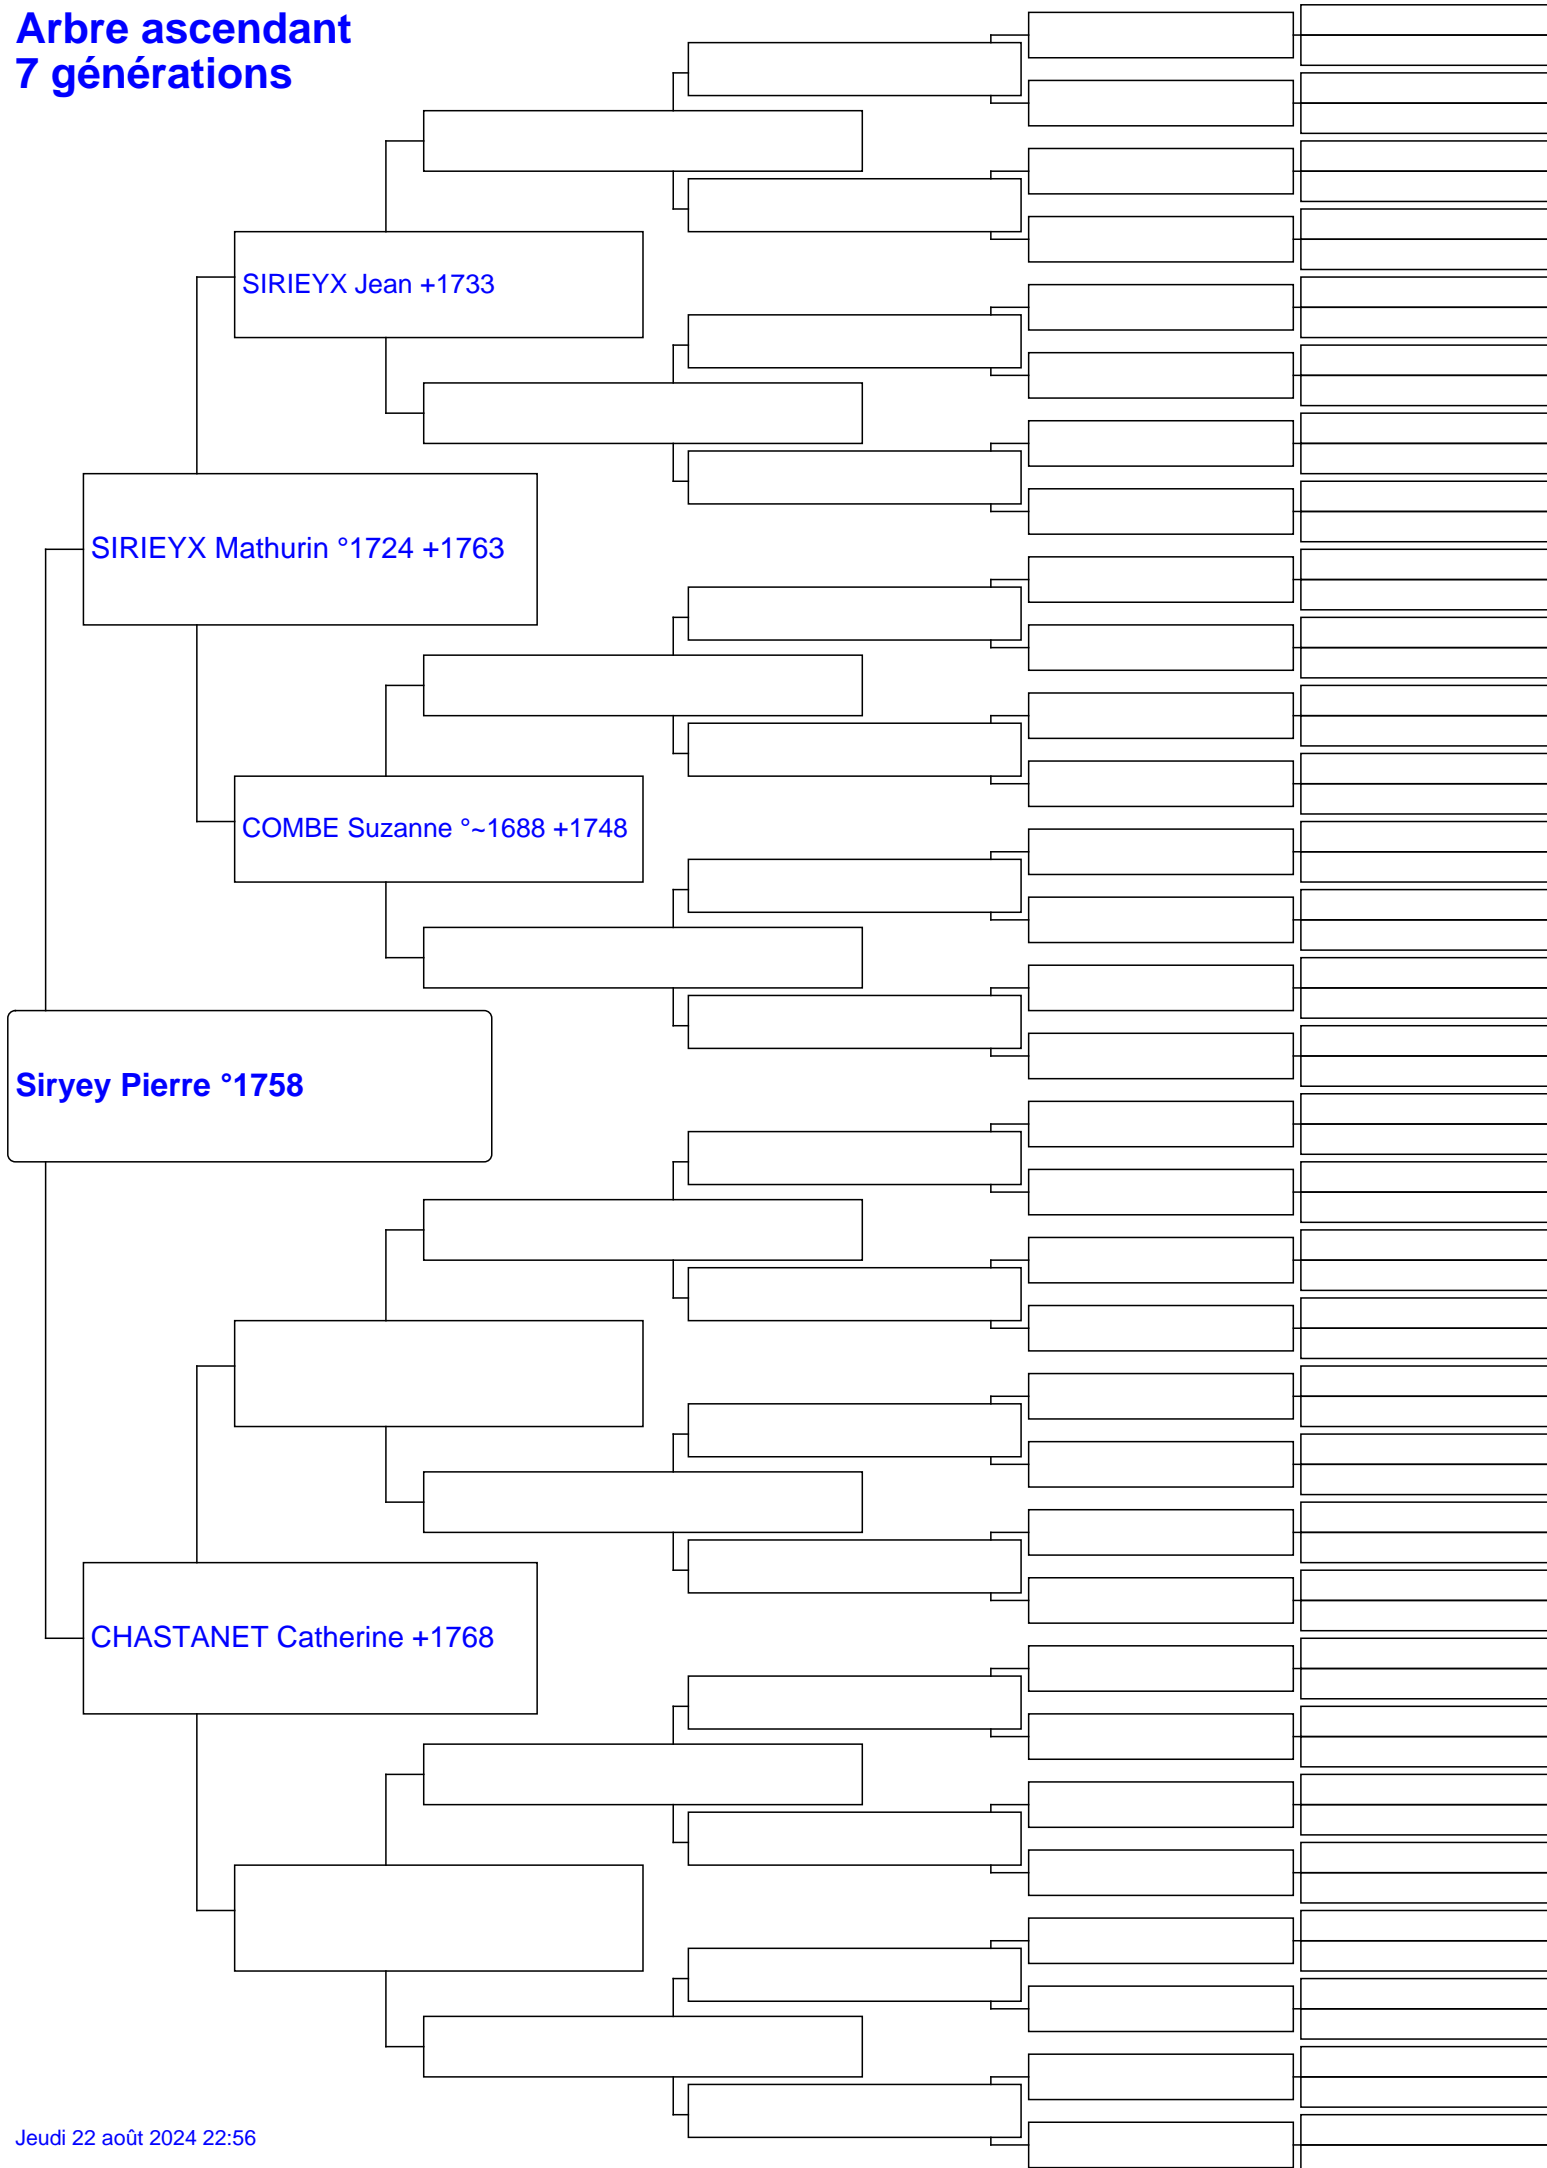 Arbre ascendant
7 générations
SIRIEYX Jean +1733
SIRIEYX Mathurin °1724 +1763
COMBE Suzanne °~1688 +1748
Siryey Pierre °1758
CHASTANET Catherine +1768
Jeudi 22 août 2024 22:56